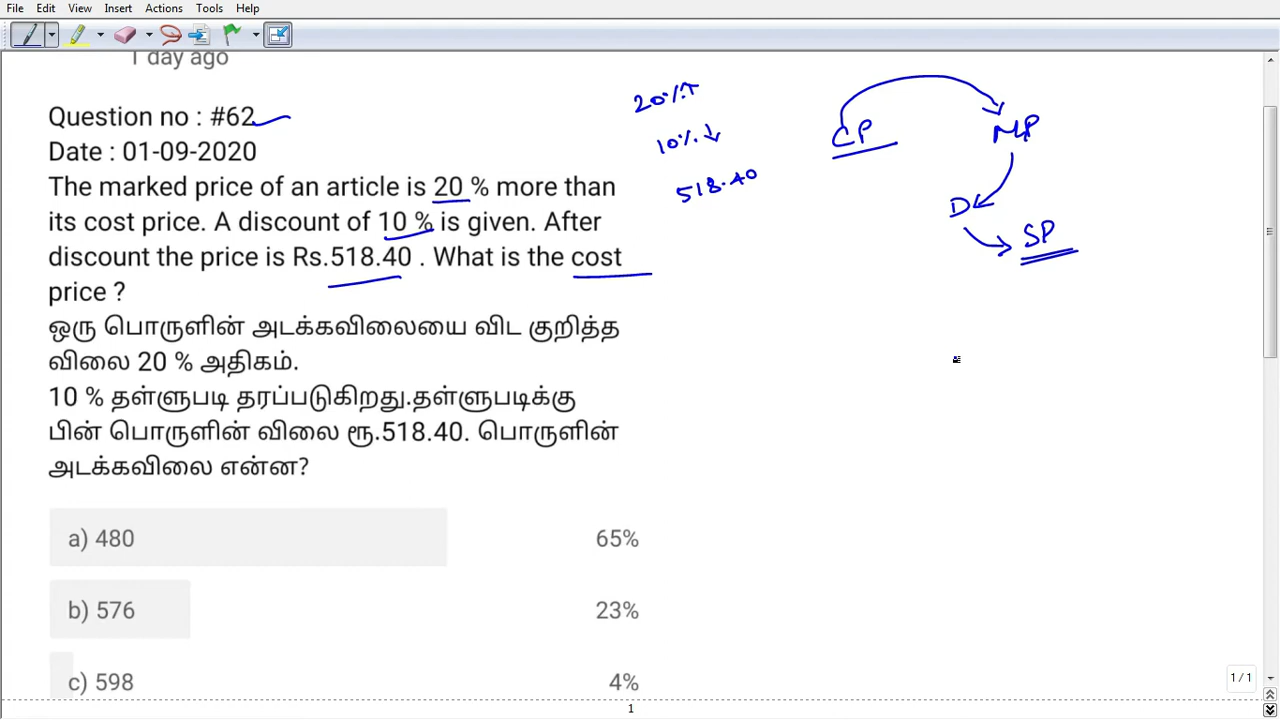 File Edit View Insert Actions Tools Help
1 day ago
Question no : #62
Date : 01-09-2020
The marked price of an article is 20 % more than
its cost price. A discount of 10 % is given. After
discount the price is Rs.518.40 . What is the cost
price ?
ஒரு பொருளின் அடக்கவிலையை விட குறித்த
விலை 20 % அதிகம்.
10 % தள்ளுபடி தரப்படுகிறது.தள்ளுபடிக்கு
பின் பொருளின் விலை ரூ.518.40. பொருளின்
அடக்கவிலை என்ன?
a) 480 65%
b) 576 23%
c) 598 4%
20%↑
10%↓
518.40
CP MP
D
SP
1 / 1
1